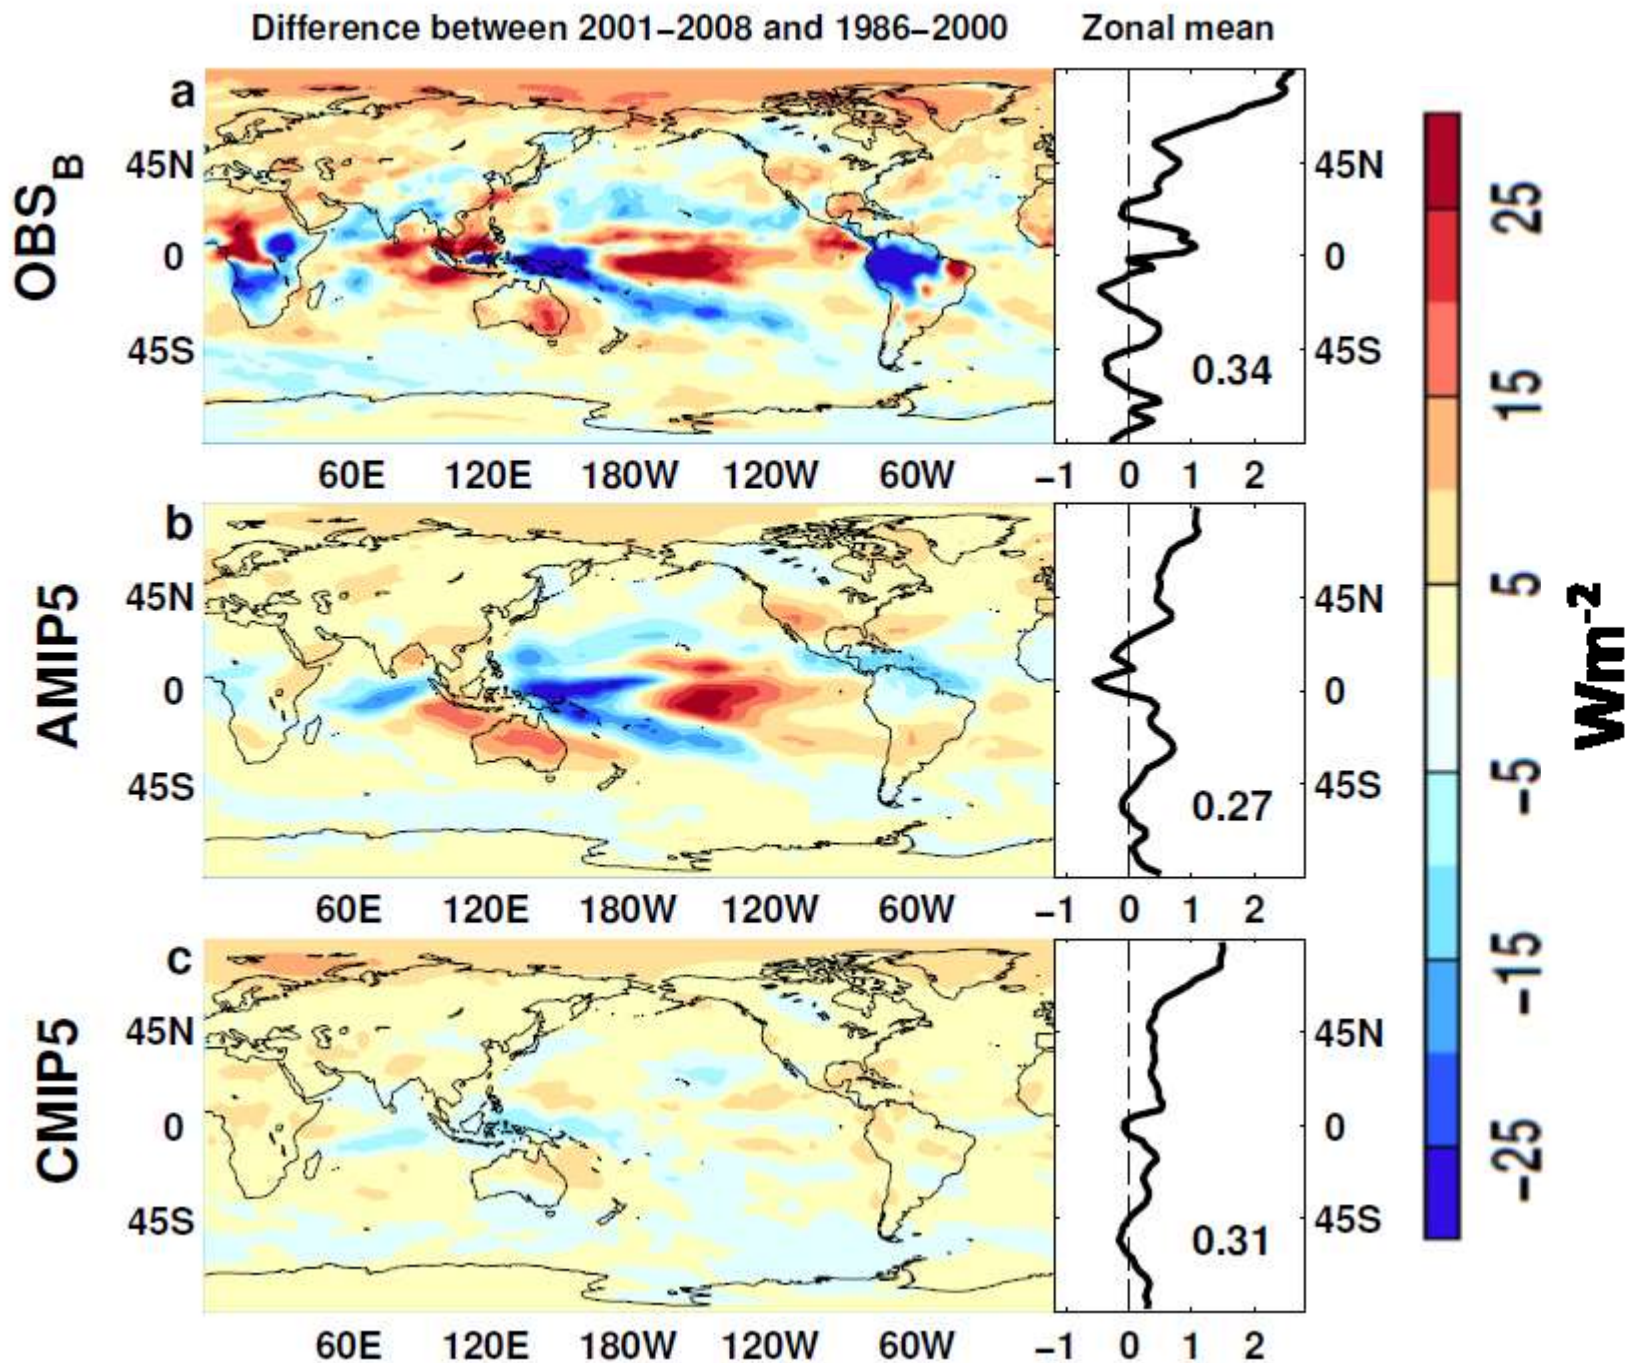 Difference between 2001–2008 and 1986–2000
Zonal mean
a
OBS_B
45N
0
45S
60E 120E 180W 120W 60W
0.34
45N
0
45S
–1 0 1 2
b
AMIP5
45N
0
45S
60E 120E 180W 120W 60W
0.27
45N
0
45S
–1 0 1 2
c
CMIP5
45N
0
45S
60E 120E 180W 120W 60W
0.31
45N
0
45S
–1 0 1 2
25
15
5
–5
–15
–25
Wm⁻²